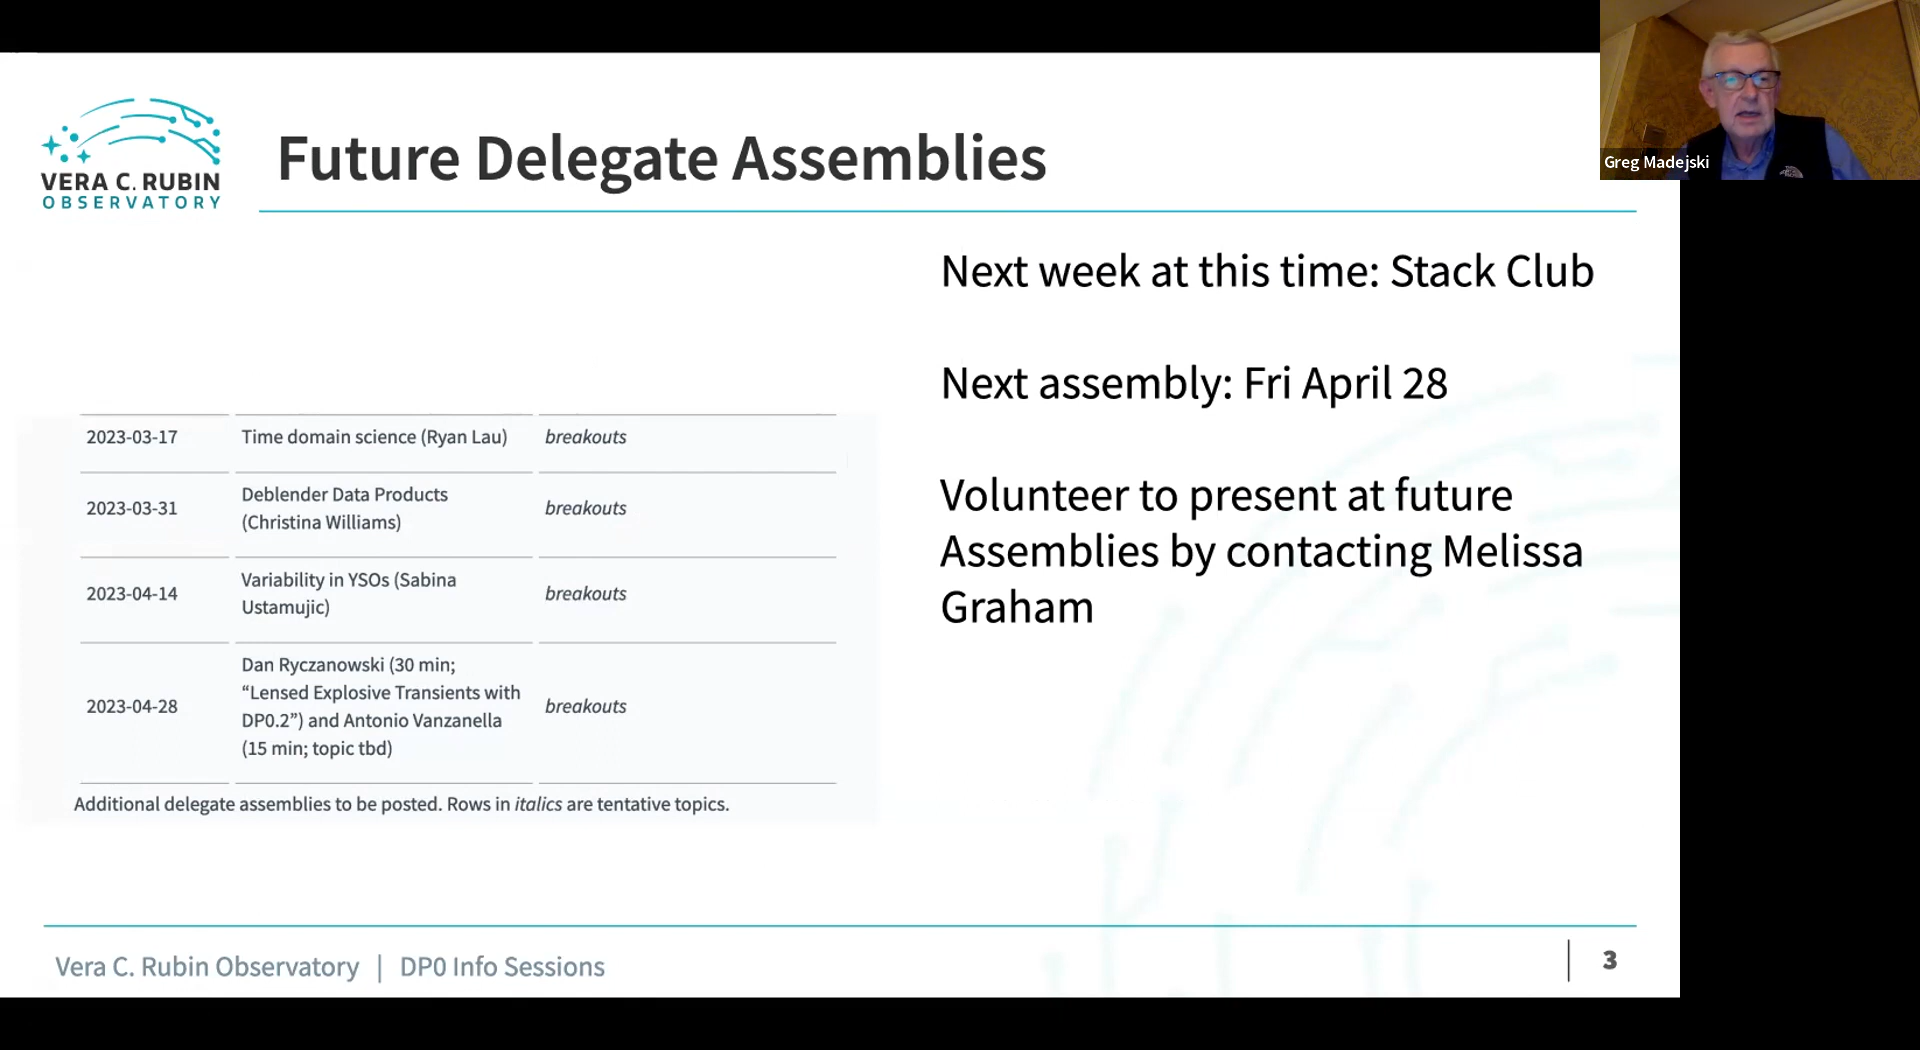 VERA C. RUBIN
OBSERVATORY
Future Delegate Assemblies
Greg Madejski
Next week at this time: Stack Club
Next assembly: Fri April 28
Volunteer to present at future
Assemblies by contacting Melissa
Graham
2023-03-17 Time domain science (Ryan Lau) breakouts
2023-03-31 Deblender Data Products
(Christina Williams) breakouts
2023-04-14 Variability in YSOs (Sabina
Ustamujic) breakouts
2023-04-28 Dan Ryczanowski (30 min;
“Lensed Explosive Transients with
DP0.2”) and Antonio Vanzanella
(15 min; topic tbd) breakouts
Additional delegate assemblies to be posted. Rows in italics are tentative topics.
Vera C. Rubin Observatory | DP0 Info Sessions
3